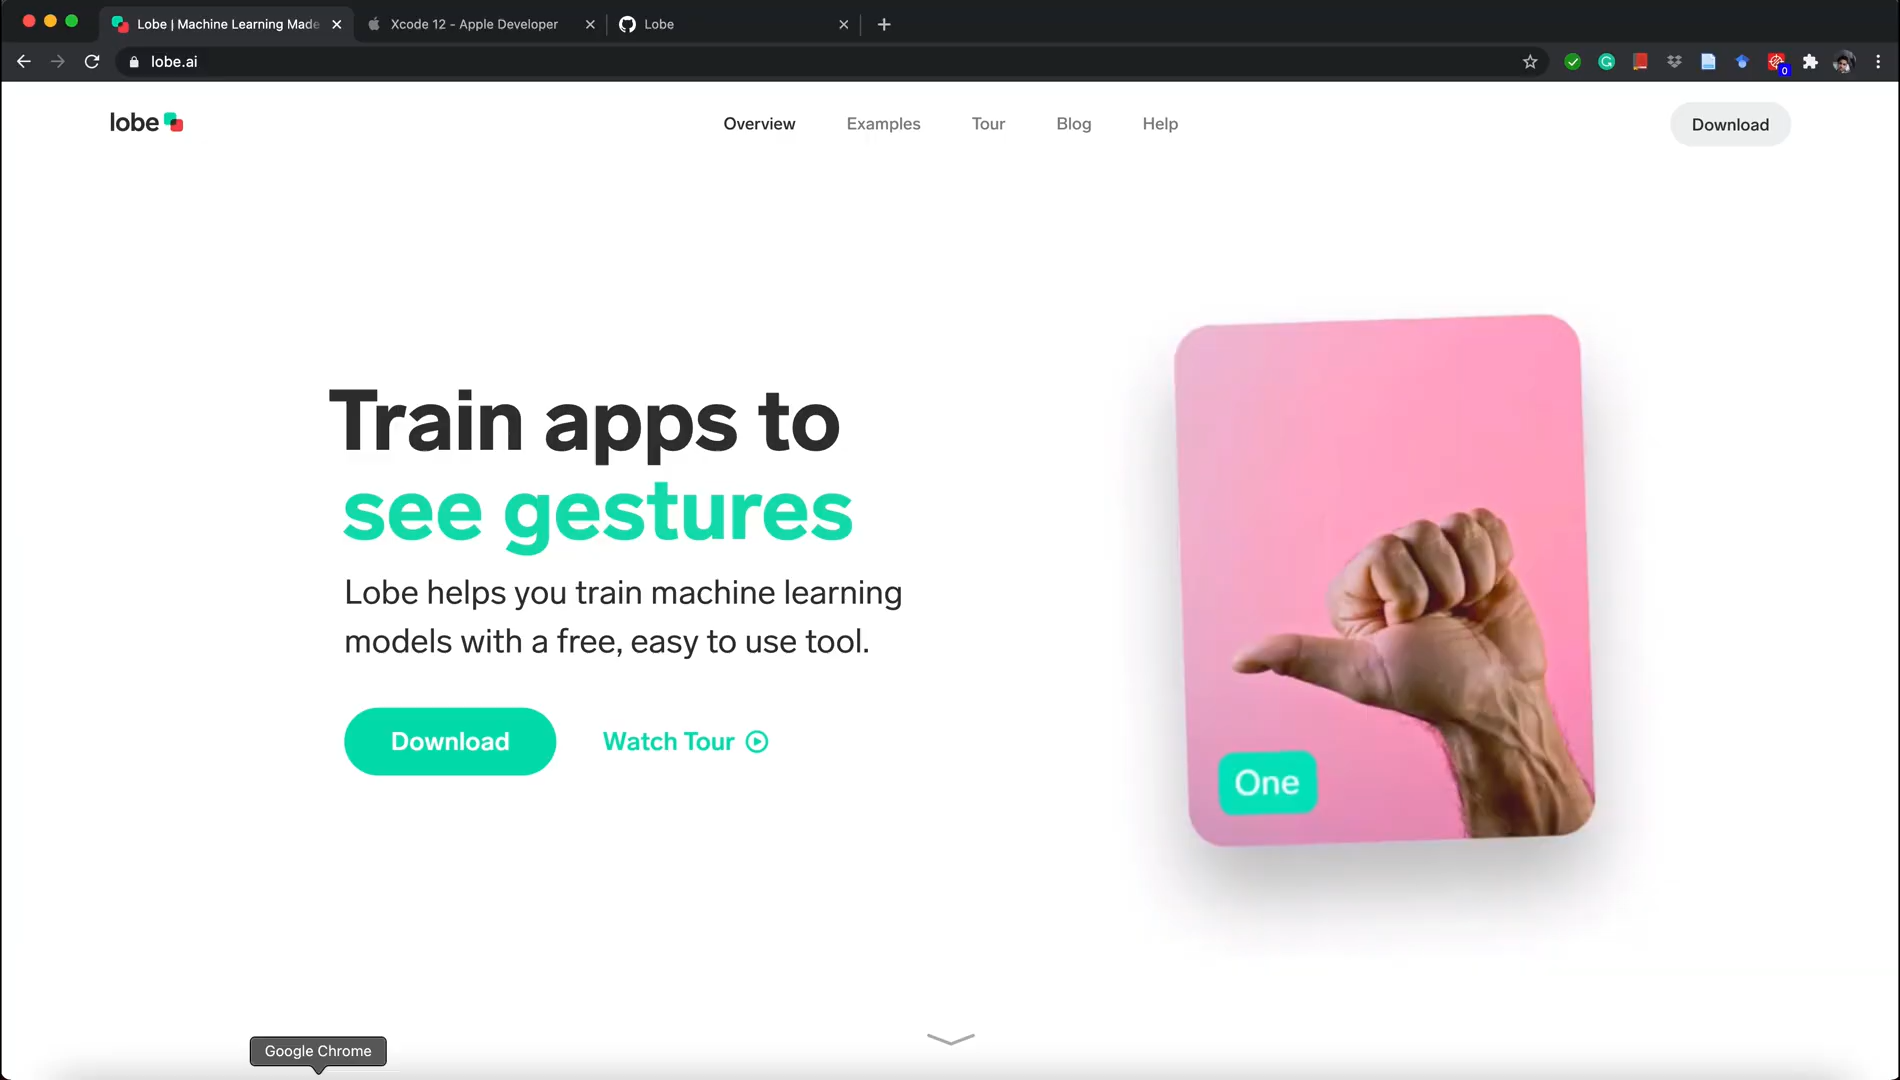 Lobe | Machine Learning Made
Xcode 12 - Apple Developer
Lobe
lobe.ai
0
lobe
Overview
Examples
Tour
Blog
Help
Download
Train apps to
see gestures
Lobe helps you train machine learning
models with a free, easy to use tool.
Download
Watch Tour
One
Google Chrome